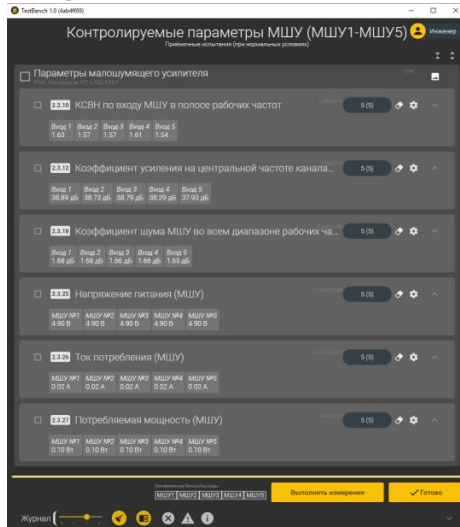 TestBench 1.0 (4ab4ff89)
Контролируемые параметры МШУ (МШУ1-МШУ5)
Инженер
Приёмочные испытания (при нормальных условиях)
Параметры малошумящего усилителя
2.3.10 КСВН по входу МШУ в полосе рабочих частот 5 (5)
Вход 1 Вход 2 Вход 3 Вход 4 Вход 5
1.63 1.57 1.57 1.61 1.54
2.3.12 Коэффициент усиления на центральной частоте канала... 5 (5)
Вход 1 Вход 2 Вход 3 Вход 4 Вход 5
38.89 дБ 38.73 дБ 38.79 дБ 38.29 дБ 37.93 дБ
2.3.18 Коэффициент шума МШУ во всем диапазоне рабочих ча... 5 (5)
Вход 1 Вход 2 Вход 3 Вход 4 Вход 5
1.68 дБ 1.68 дБ 1.66 дБ 1.66 дБ 1.65 дБ
2.3.25 Напряжение питания (МШУ) 5 (5)
МШУ №1 МШУ №2 МШУ №3 МШУ №4 МШУ №5
4.90 В 4.90 В 4.90 В 4.90 В 4.90 В
2.3.26 Ток потребления (МШУ) 5 (5)
МШУ №1 МШУ №2 МШУ №3 МШУ №4 МШУ №5
0.02 А 0.02 А 0.02 А 0.02 А 0.02 А
2.3.27 Потребляемая мощность (МШУ) 5 (5)
МШУ №1 МШУ №2 МШУ №3 МШУ №4 МШУ №5
0.10 Вт 0.10 Вт 0.10 Вт 0.10 Вт 0.10 Вт
МШУ1 МШУ2 МШУ3 МШУ4 МШУ5
Выполнить измерения
Готово
Журнал